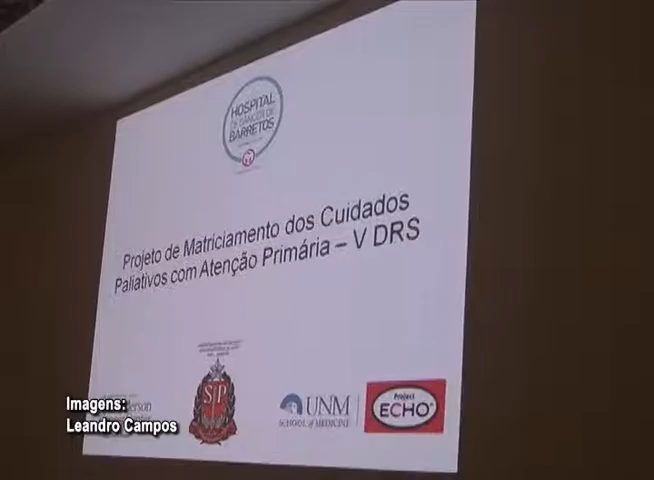 HOSPITAL
DE CÂNCER DE
BARRETOS
Projeto de Matriciamento dos Cuidados
Paliativos com Atenção Primária – V DRS
SP
UNM
SCHOOL of MEDICINE
Project
ECHO
Imagens:
Leandro Campos